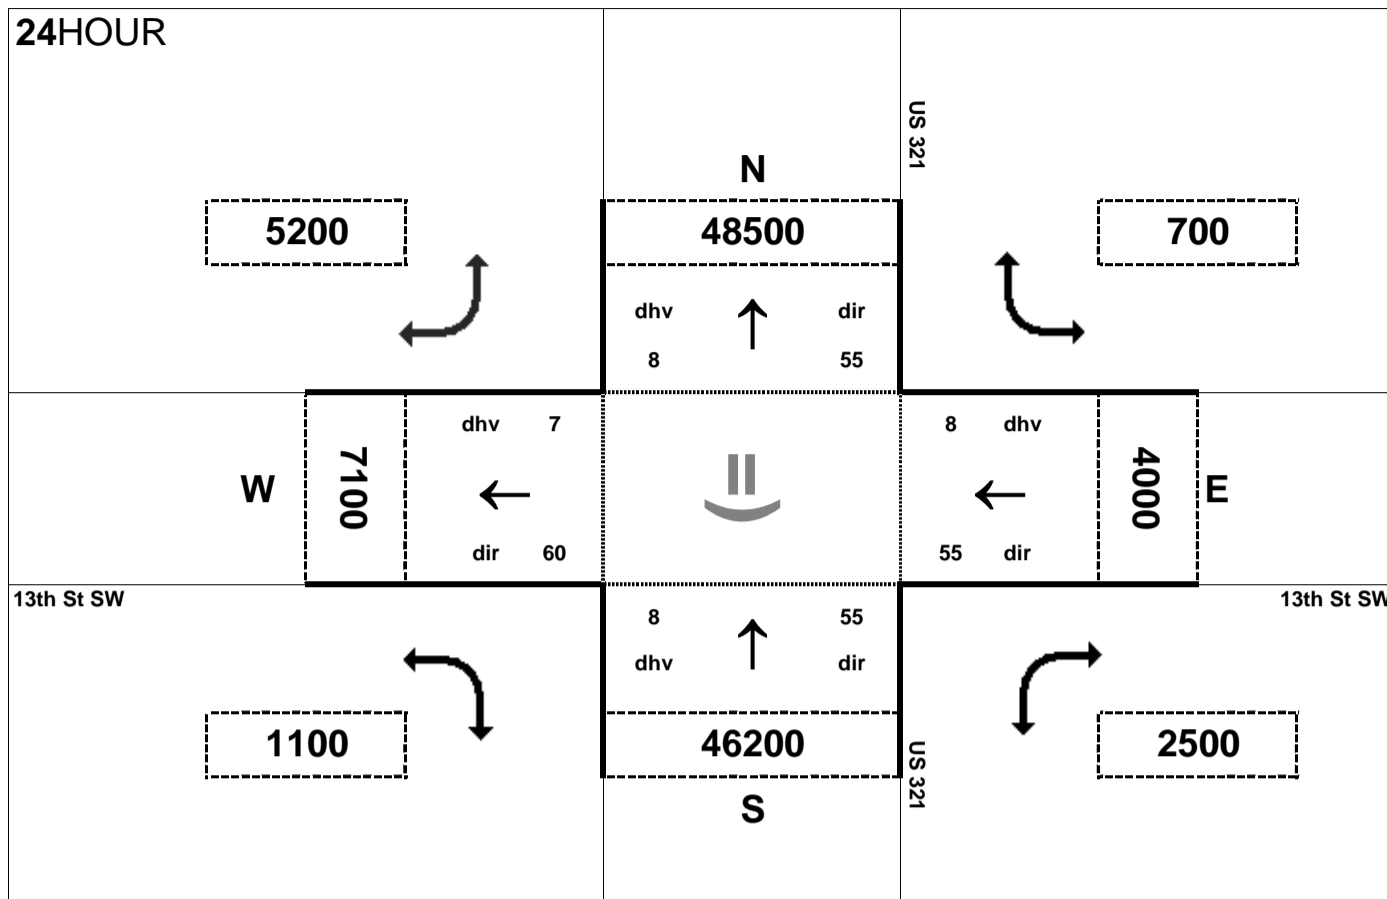 24HOUR
US 321
N
5200
48500
700
dhv dir
8 55
dhv 7
8 dhv
W
7100
4000
E
dir 60
55 dir
13th St SW
13th St SW
8 55
dhv dir
1100
46200
2500
US 321
S